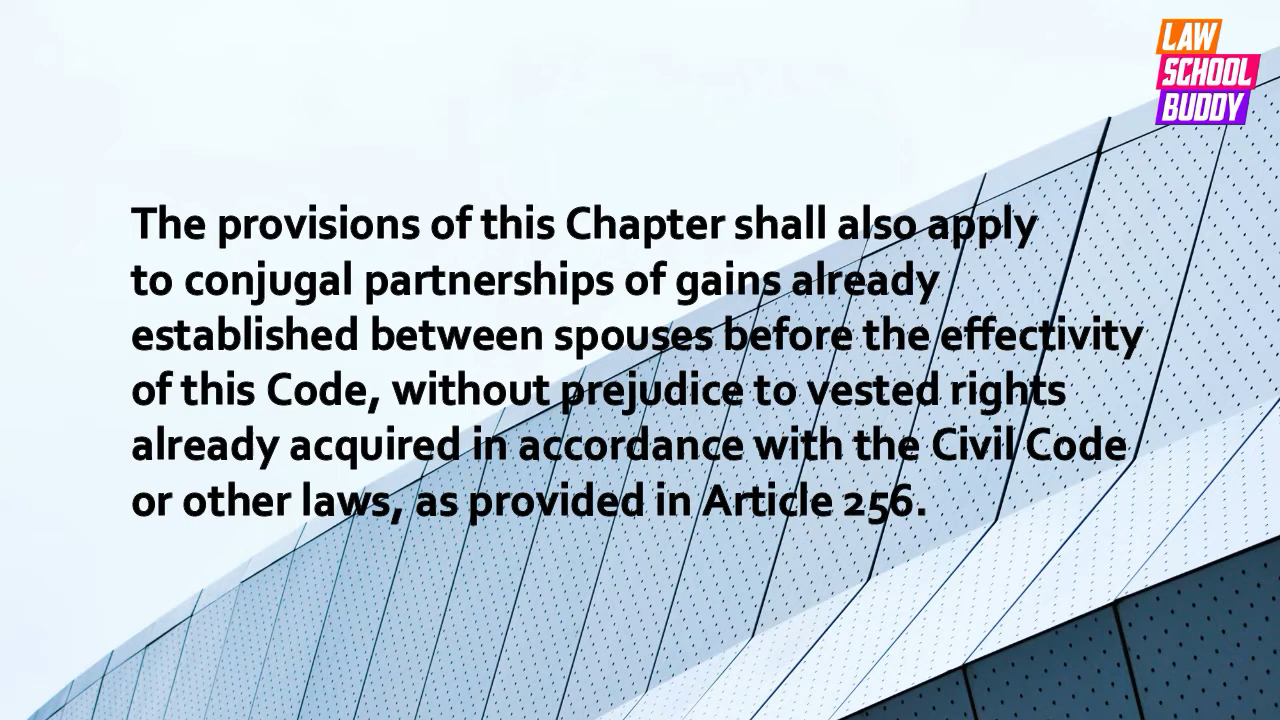 LAW
SCHOOL
BUDDY
The provisions of this Chapter shall also apply
to conjugal partnerships of gains already
established between spouses before the effectivity
of this Code, without prejudice to vested rights
already acquired in accordance with the Civil Code
or other laws, as provided in Article 256.